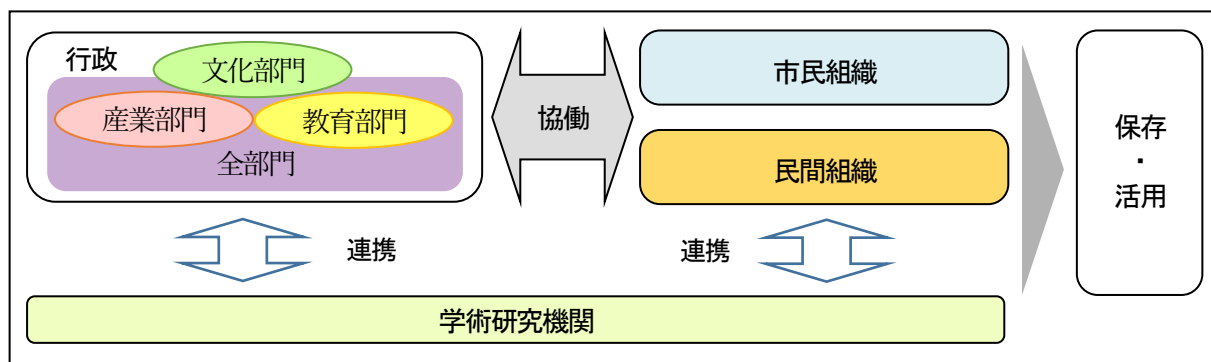 行政
文化部門
産業部門
教育部門
全部門
協働
市民組織
民間組織
保存
・
活用
連携
連携
学術研究機関